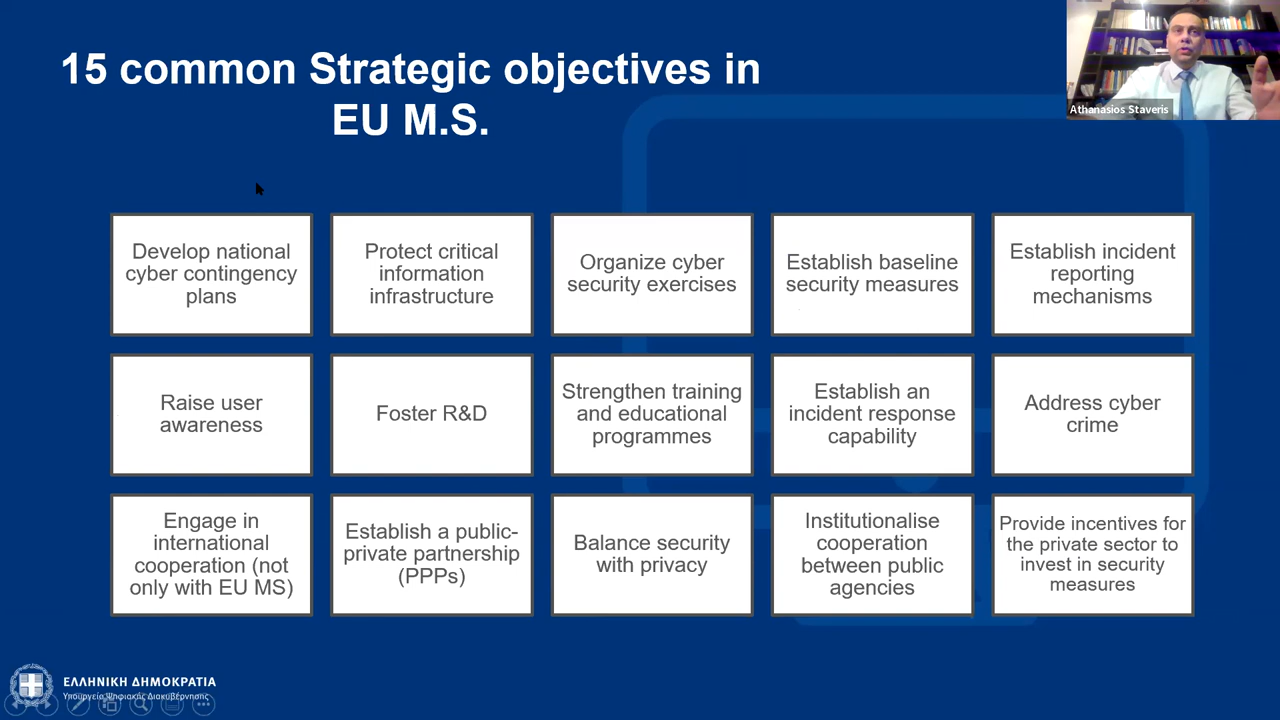 15 common Strategic objectives in
EU M.S.
Athanasios Staveris
Develop national
cyber contingency
plans
Protect critical
information
infrastructure
Organize cyber
security exercises
Establish baseline
security measures
Establish incident
reporting
mechanisms
Raise user
awareness
Foster R&D
Strengthen training
and educational
programmes
Establish an
incident response
capability
Address cyber
crime
Engage in
international
cooperation (not
only with EU MS)
Establish a public-
private partnership
(PPPs)
Balance security
with privacy
Institutionalise
cooperation
between public
agencies
Provide incentives for
the private sector to
invest in security
measures
ΕΛΛΗΝΙΚΗ ΔΗΜΟΚΡΑΤΙΑ
Υπουργείο Ψηφιακής Διακυβέρνησης